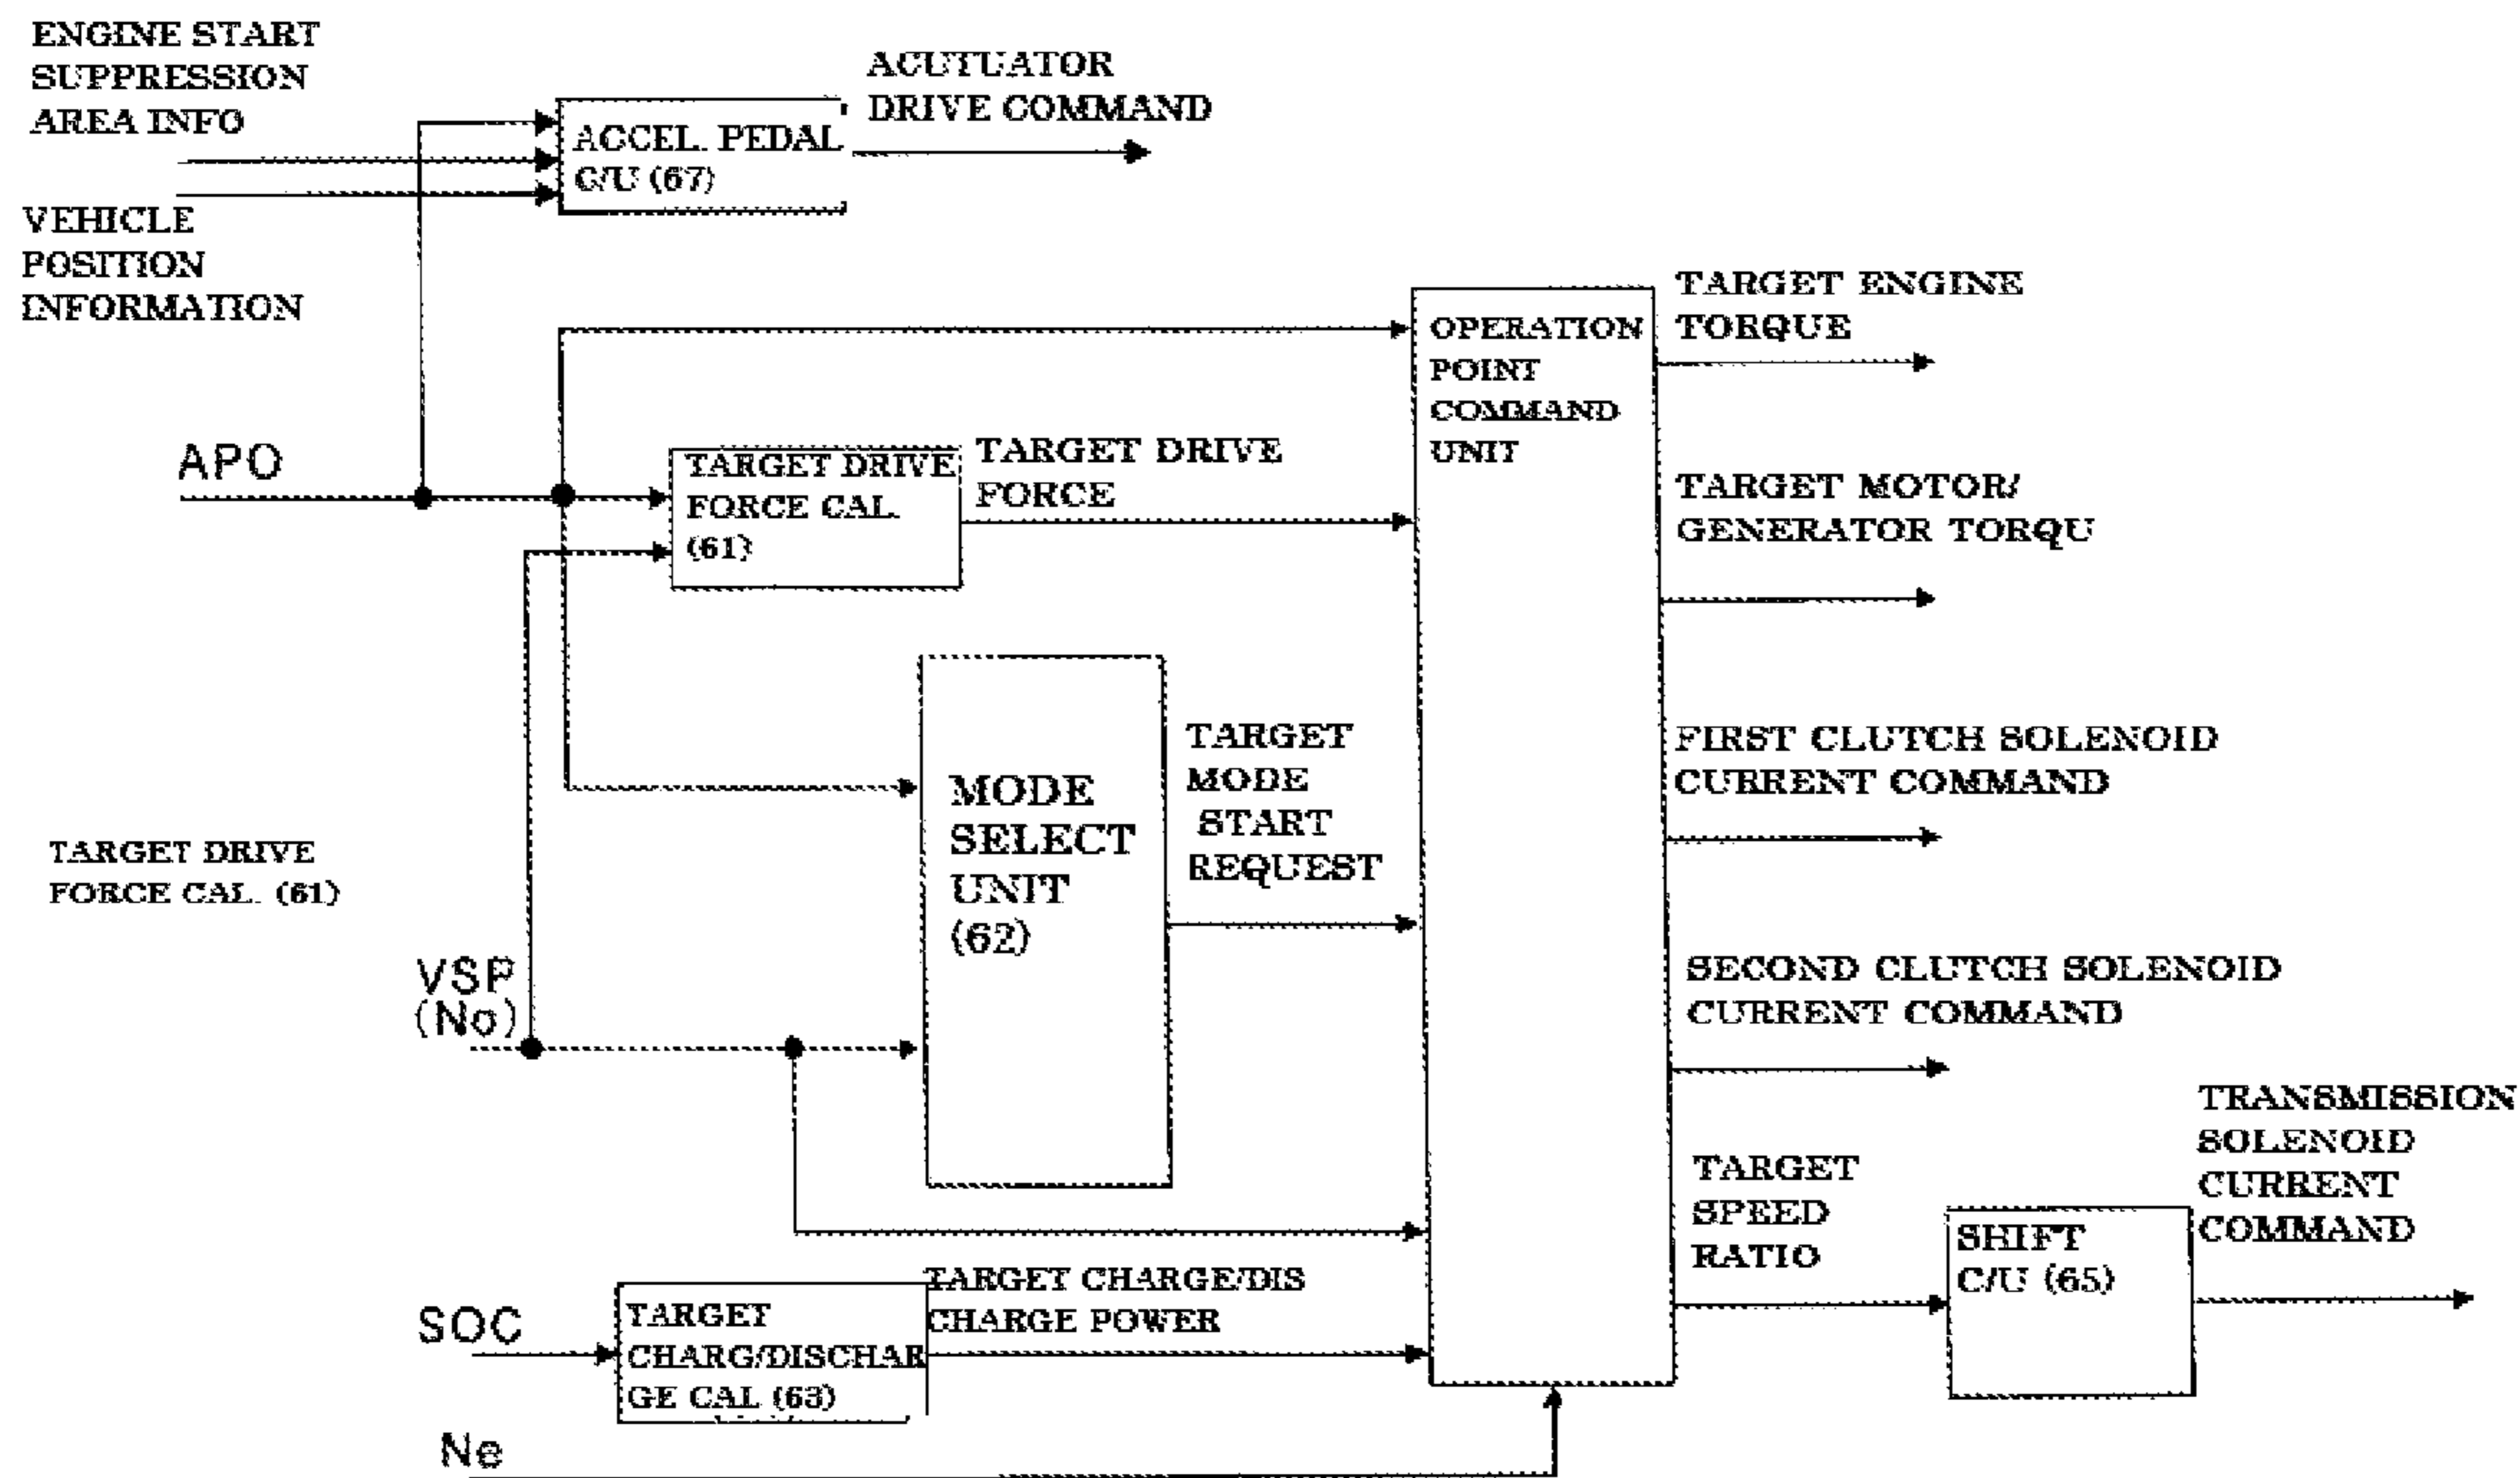 ENGINE START
SUPPRESSION
AREA INFO
ACUTUATOR
DRIVE COMMAND
ACCEL. PEDAL
C/U (67)
VEHICLE
POSITION
INFORMATION
TARGET ENGINE
TORQUE
OPERATION
POINT
COMMAND
UNIT
APO
TARGET DRIVE
FORCE CAL.
(61)
TARGET DRIVE
FORCE
TARGET MOTOR/
GENERATOR TORQU
MODE
SELECT
UNIT
(62)
TARGET
MODE
START
REQUEST
FIRST CLUTCH SOLENOID
CURRENT COMMAND
TARGET DRIVE
FORCE CAL. (61)
VSP
(No)
SECOND CLUTCH SOLENOID
CURRENT COMMAND
TARGET
SPEED
RATIO
SHIFT
C/U (65)
TRANSMISSION
SOLENOID
CURRENT
COMMAND
SOC
TARGET
CHARG/DISCHAR
GE CAL (63)
TARGET CHARGE/DIS
CHARGE POWER
Ne